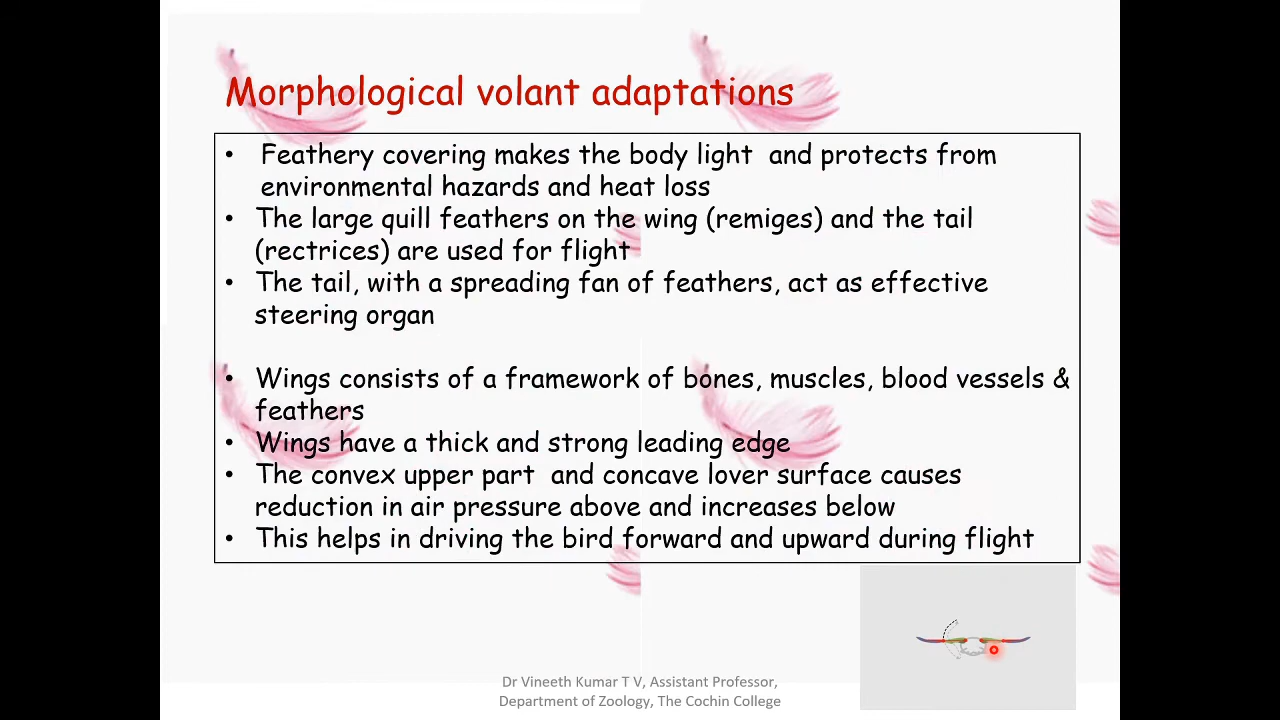 Morphological volant adaptations
• Feathery covering makes the body light and protects from
environmental hazards and heat loss
• The large quill feathers on the wing (remiges) and the tail
(rectrices) are used for flight
• The tail, with a spreading fan of feathers, act as effective
steering organ
• Wings consists of a framework of bones, muscles, blood vessels &
feathers
• Wings have a thick and strong leading edge
• The convex upper part and concave lover surface causes
reduction in air pressure above and increases below
• This helps in driving the bird forward and upward during flight
Dr Vineeth Kumar T V, Assistant Professor,
Department of Zoology, The Cochin College